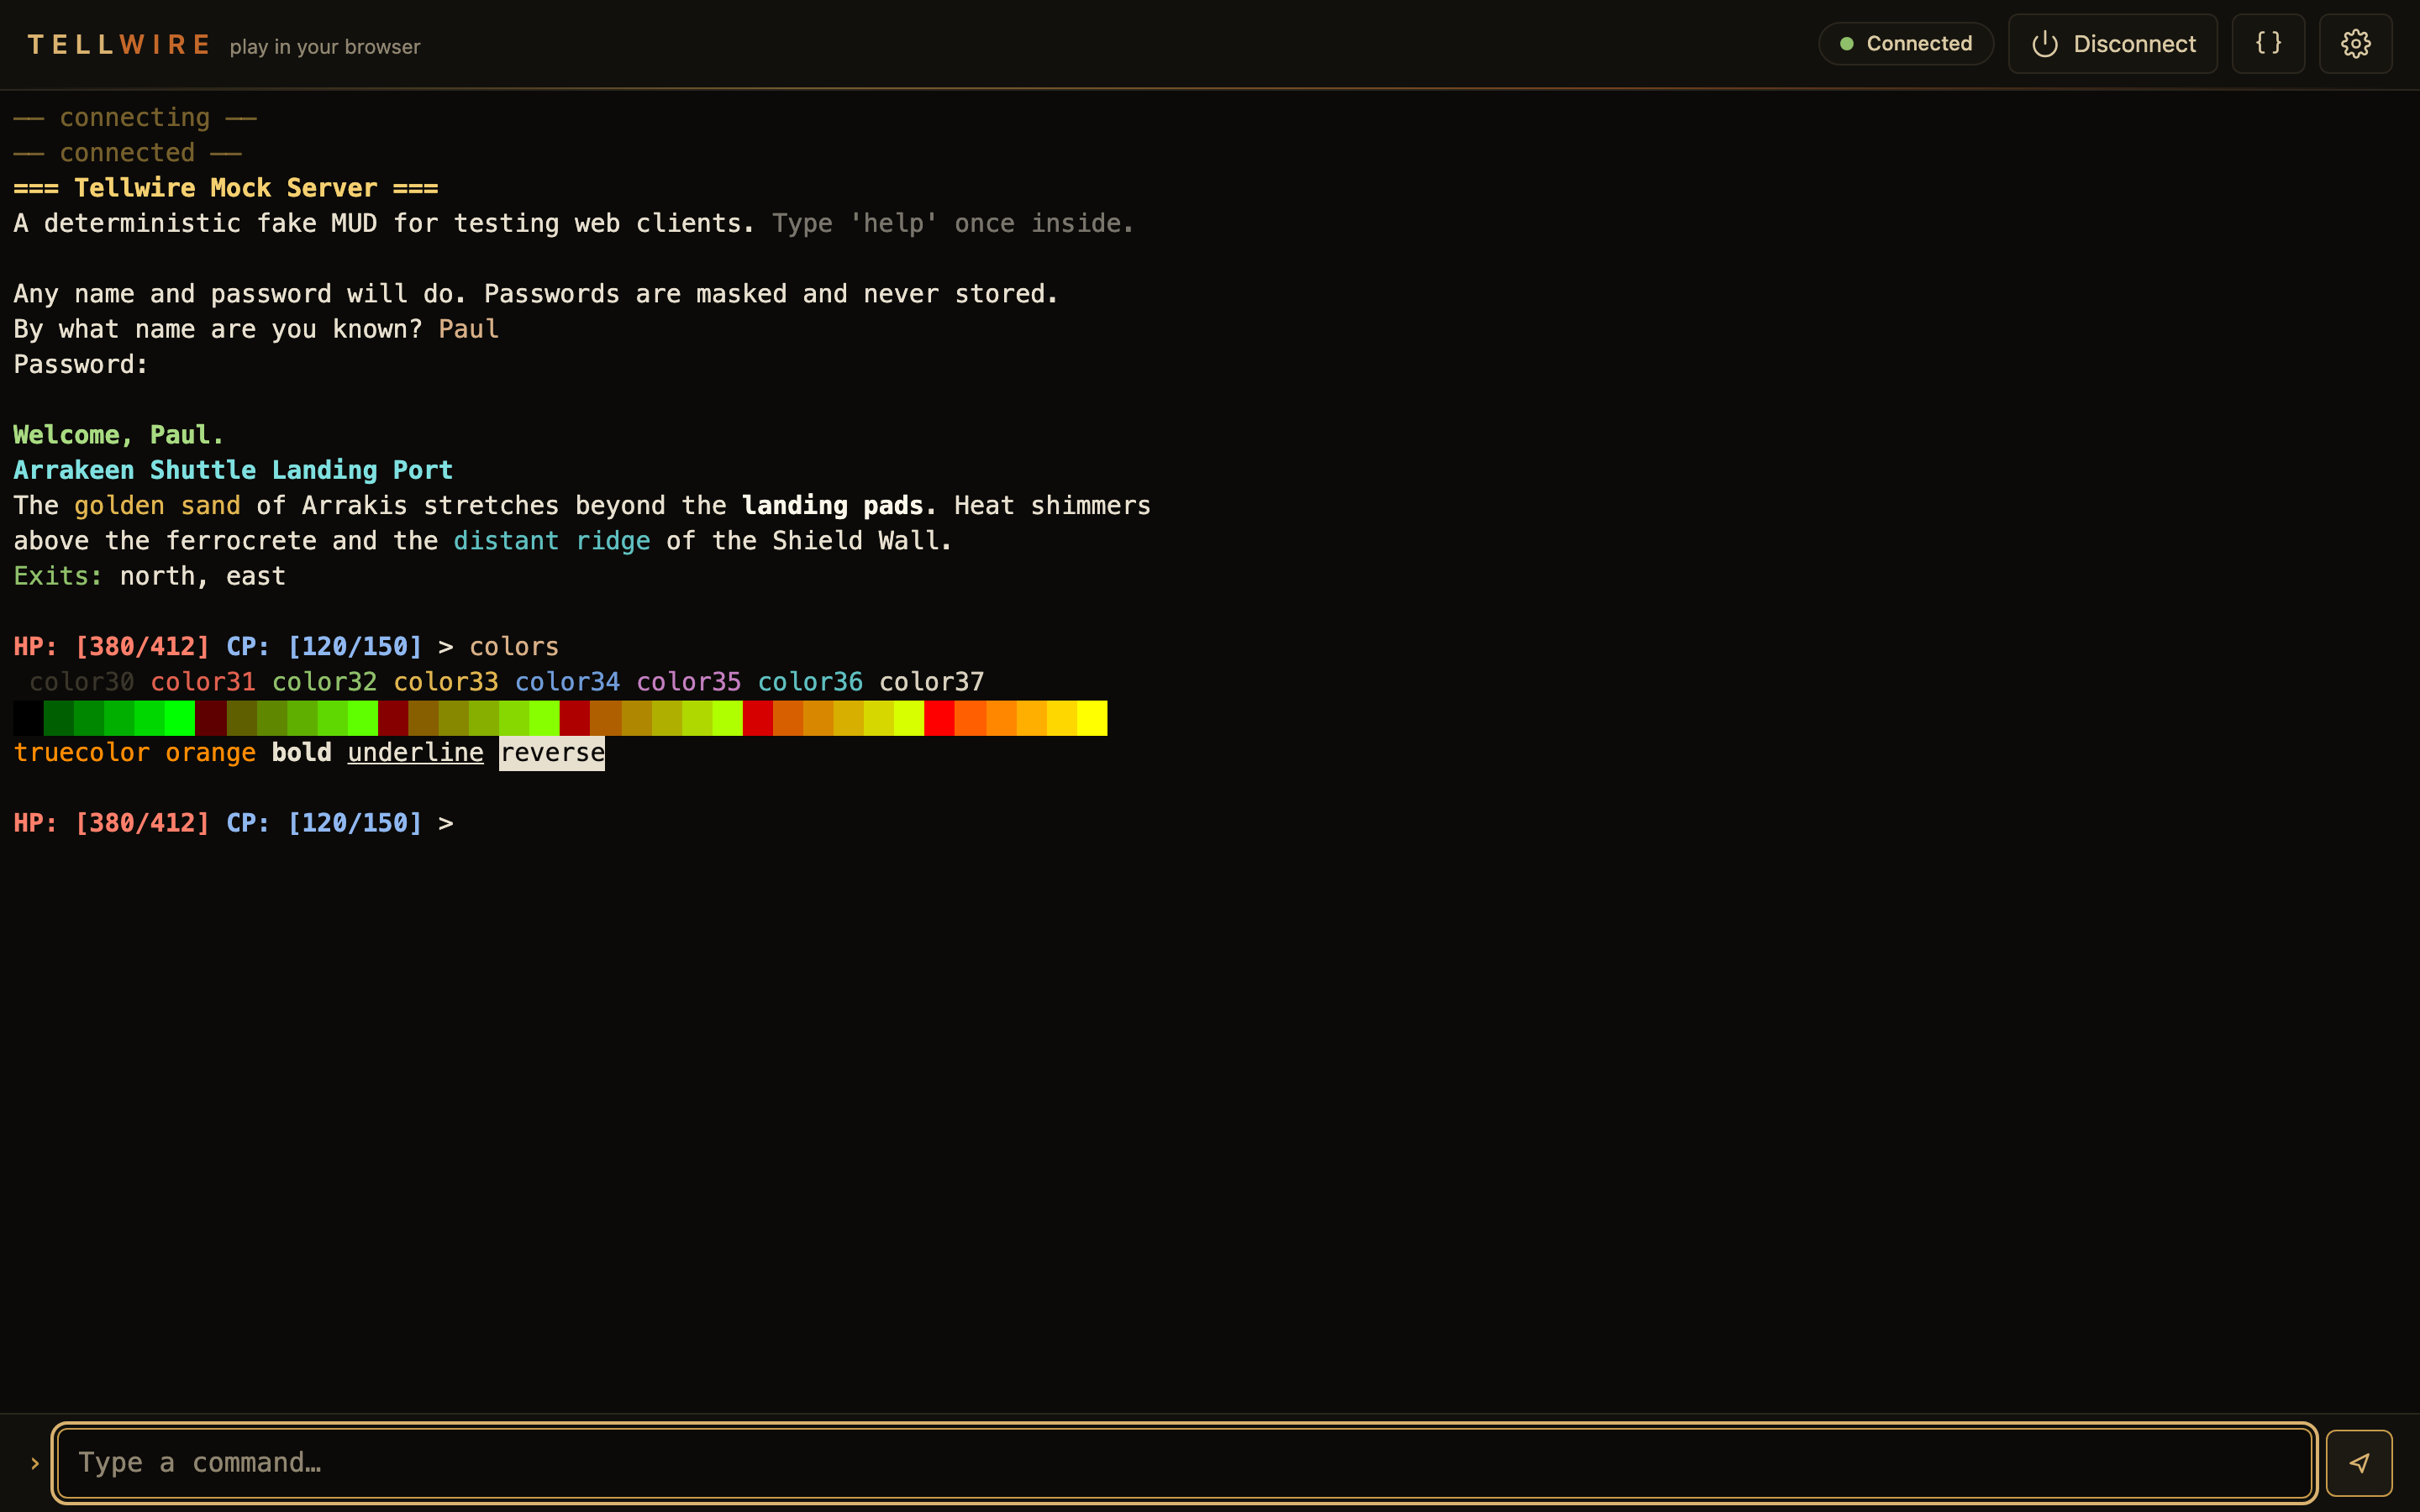 TELLWIRE play in your browser
Connected
Disconnect
{}
—— connecting ——
—— connected ——
=== Tellwire Mock Server ===
A deterministic fake MUD for testing web clients. Type 'help' once inside.
Any name and password will do. Passwords are masked and never stored.
By what name are you known? Paul
Password:
Welcome, Paul.
Arrakeen Shuttle Landing Port
The golden sand of Arrakis stretches beyond the landing pads. Heat shimmers
above the ferrocrete and the distant ridge of the Shield Wall.
Exits: north, east
HP: [380/412] CP: [120/150] > colors
color30 color31 color32 color33 color34 color35 color36 color37
truecolor orange bold underline reverse
HP: [380/412] CP: [120/150] >
› Type a command…